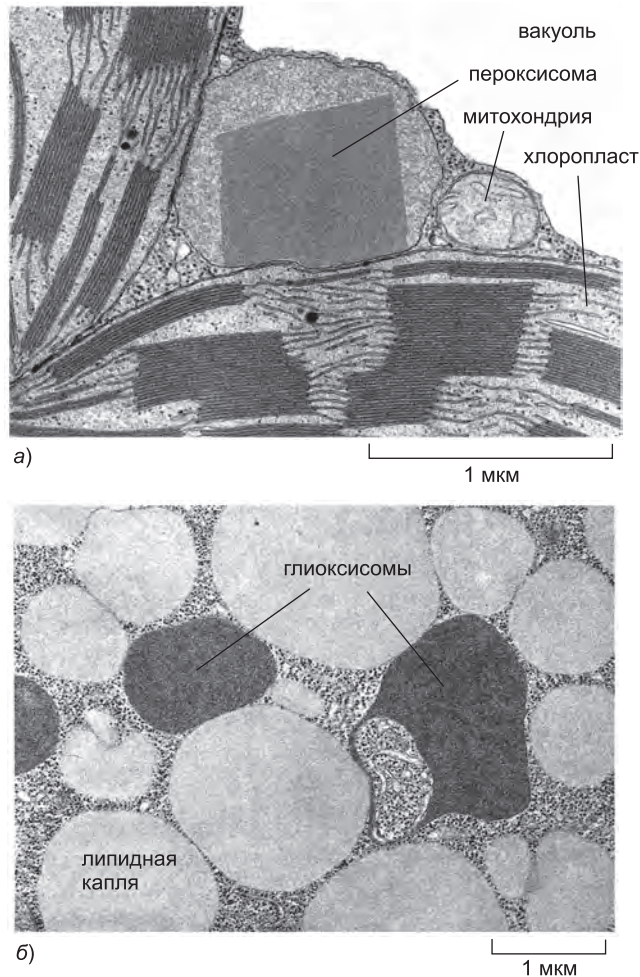 вакуоль
пероксисома
митохондрия
хлоропласт
а)
1 мкм
глиоксисомы
липидная
капля
б)
1 мкм